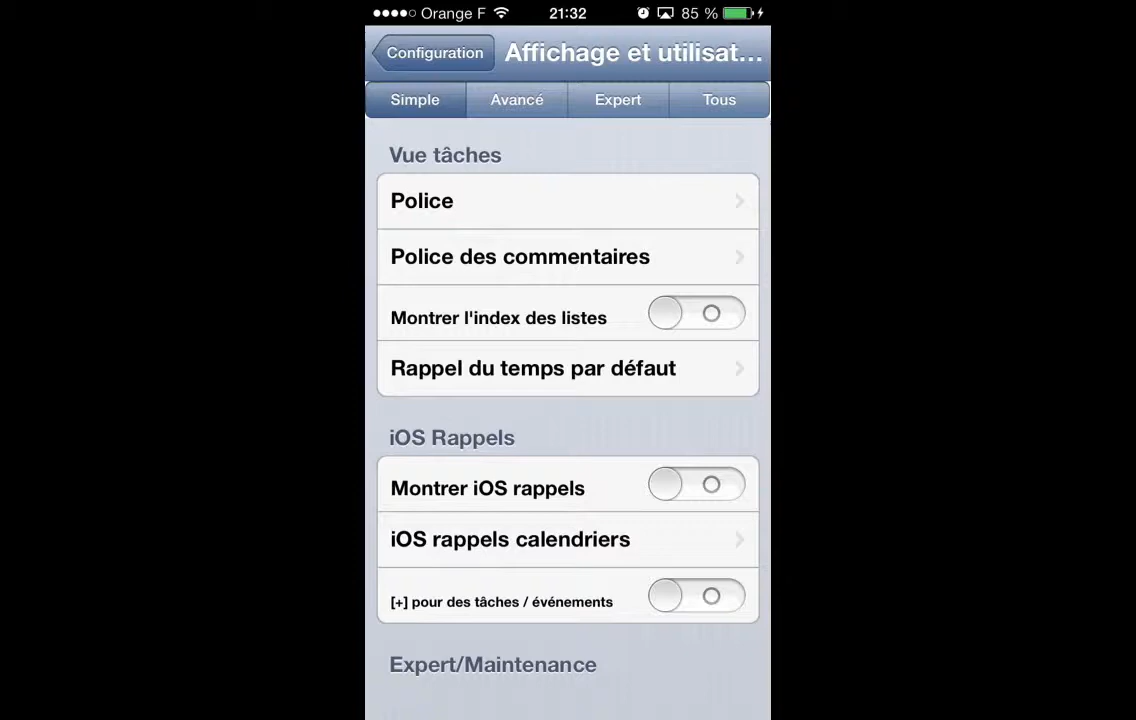 Orange F 21:32 85 %
Configuration Affichage et utilisat...
Simple Avancé Expert Tous
Vue tâches
Police
Police des commentaires
Montrer l'index des listes
Rappel du temps par défaut
iOS Rappels
Montrer iOS rappels
iOS rappels calendriers
[+] pour des tâches / événements
Expert/Maintenance